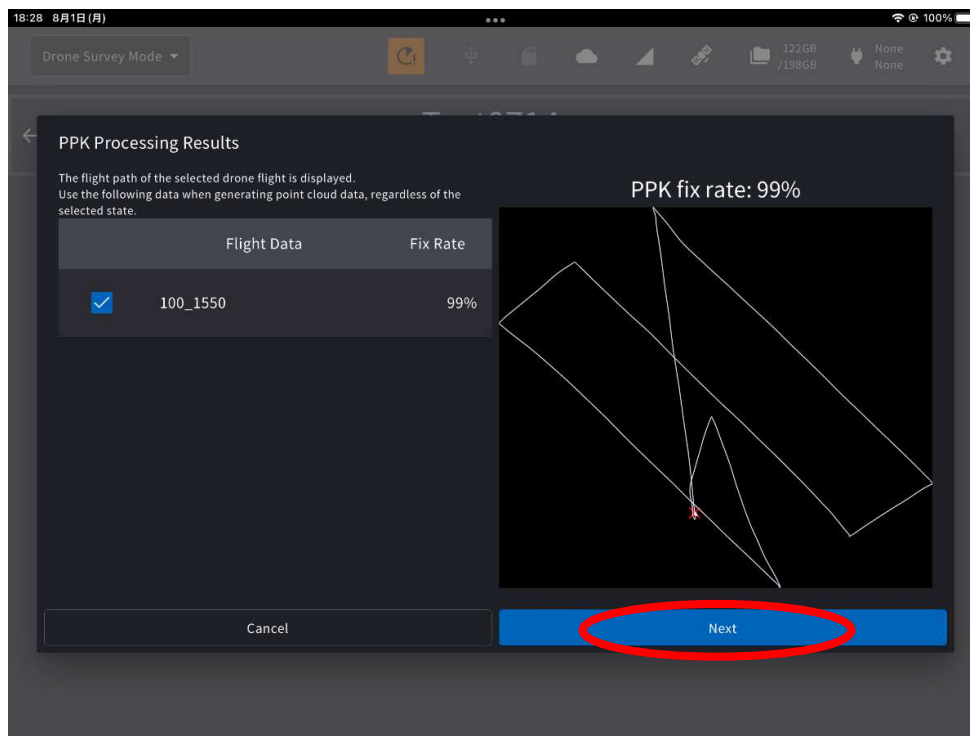 18:28 8月1日(月)
100%
Drone Survey Mode
122GB
/198GB
None
None
PPK Processing Results
The flight path of the selected drone flight is displayed.
Use the following data when generating point cloud data, regardless of the
selected state.
Flight Data Fix Rate
100_1550 99%
PPK fix rate: 99%
Cancel
Next